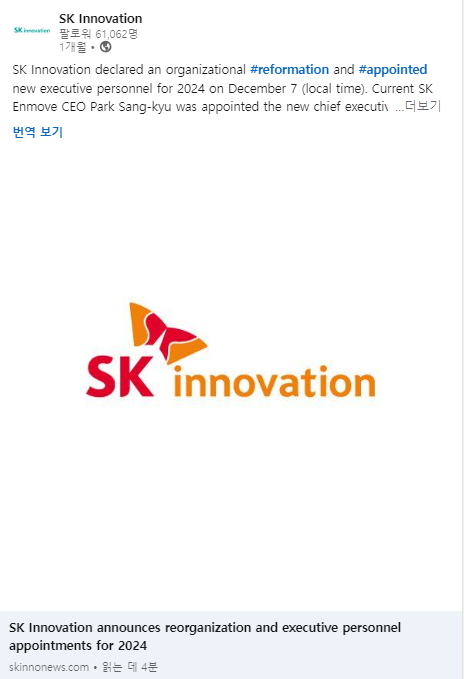 SK innovation
SK Innovation
팔로워 61,062명
1개월 •
SK Innovation declared an organizational #reformation and #appointed
new executive personnel for 2024 on December 7 (local time). Current SK
Enmove CEO Park Sang-kyu was appointed the new chief executiv ...더보기
번역 보기
SK innovation
SK Innovation announces reorganization and executive personnel
appointments for 2024
skinnonews.com • 읽는 데 4분